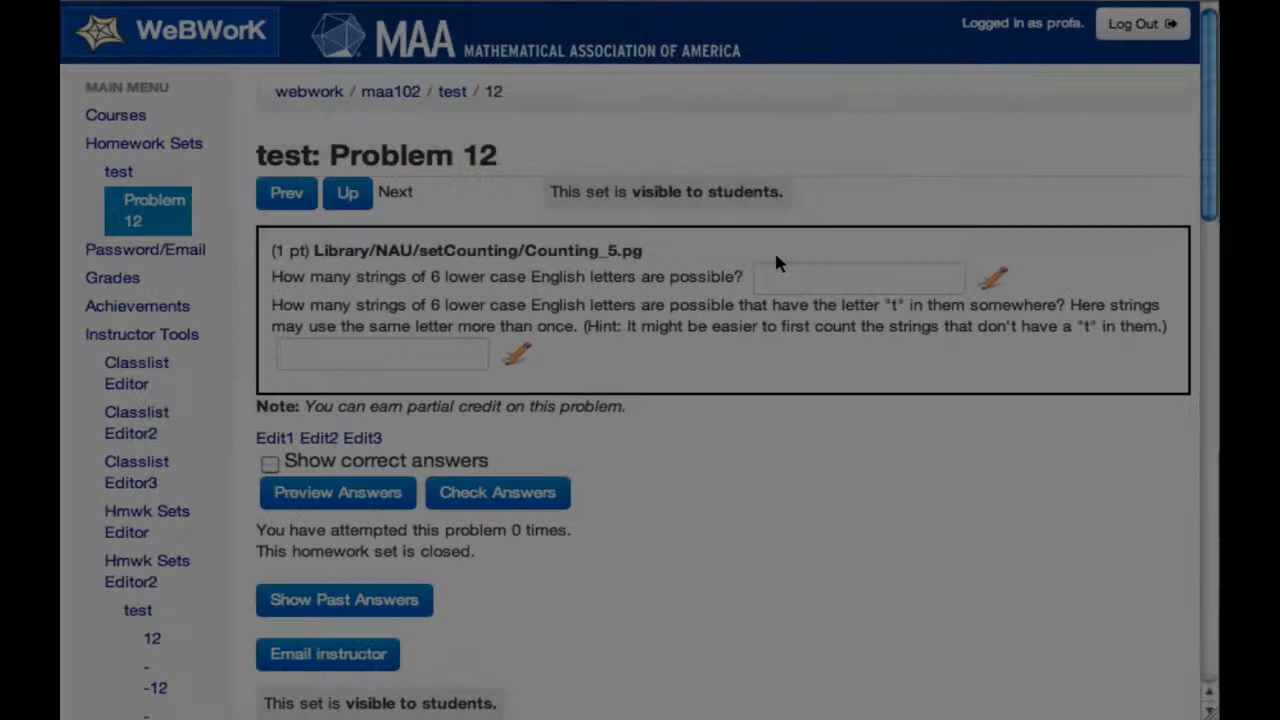 WeBWorK
MAA MATHEMATICAL ASSOCIATION OF AMERICA
Logged in as profa.
Log Out
MAIN MENU
Courses
Homework Sets
test
Problem
12
Password/Email
Grades
Achievements
Instructor Tools
Classlist
Editor
Classlist
Editor2
Classlist
Editor3
Hmwk Sets
Editor
Hmwk Sets
Editor2
test
12
-
-12
-
webwork / maa102 / test / 12
test: Problem 12
Prev Up Next
This set is visible to students.
(1 pt) Library/NAU/setCounting/Counting_5.pg
How many strings of 6 lower case English letters are possible?
How many strings of 6 lower case English letters are possible that have the letter "t" in them somewhere? Here strings
may use the same letter more than once. (Hint: It might be easier to first count the strings that don't have a "t" in them.)
Note: You can earn partial credit on this problem.
Edit1 Edit2 Edit3
Show correct answers
Preview Answers Check Answers
You have attempted this problem 0 times.
This homework set is closed.
Show Past Answers
Email instructor
This set is visible to students.